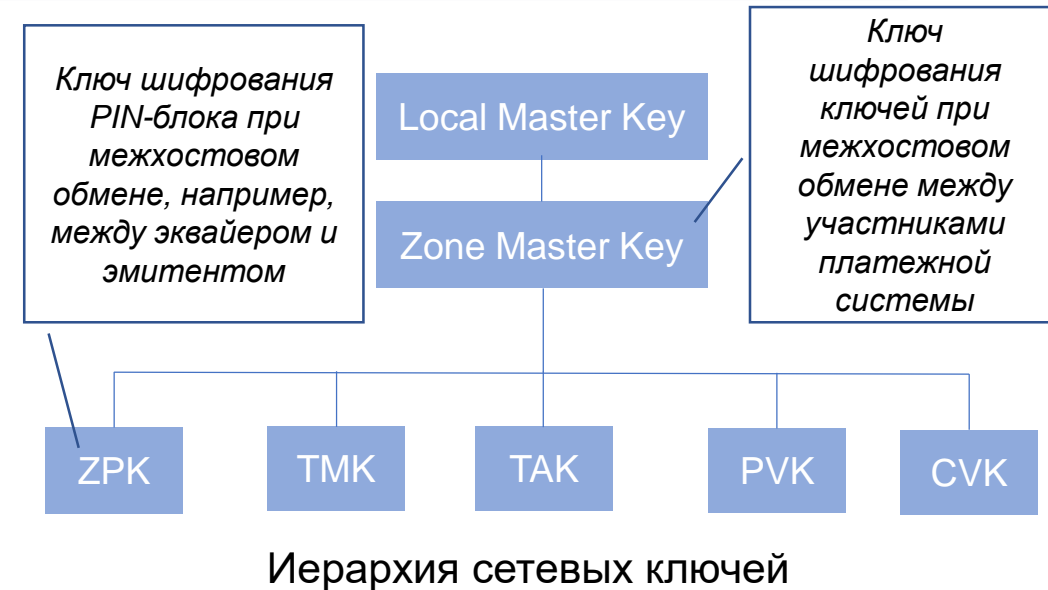 Ключ шифрования
PIN-блока при
межхостовом
обмене, например,
между эквайером и
эмитентом
Local Master Key
Zone Master Key
Ключ
шифрования
ключей при
межхостовом
обмене между
участниками
платежной
системы
ZPK
TMK
TAK
PVK
CVK
Иерархия сетевых ключей